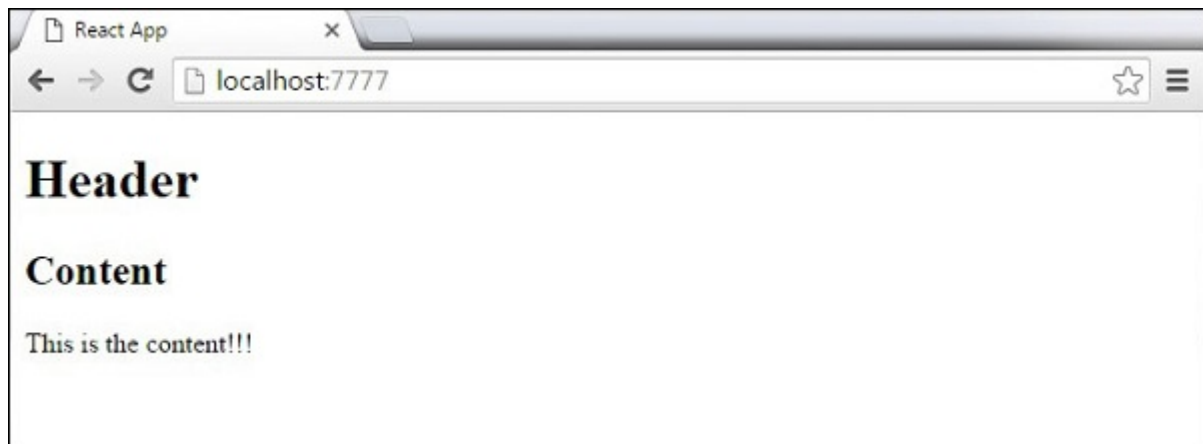 React App
localhost:7777
Header
Content
This is the content!!!